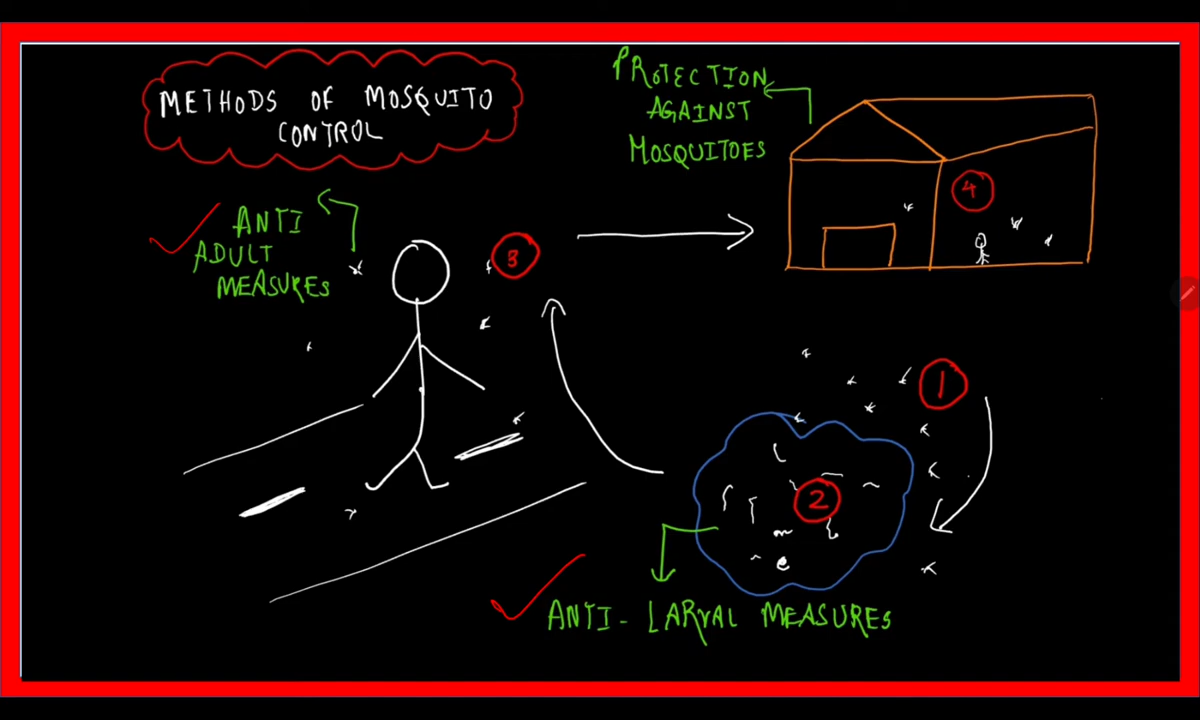 METHODS OF MOSQUITO
CONTROL
PROTECTION
AGAINST
MOSQUITOES
4
ANTI
ADULT
MEASURES
3
1
2
ANTI - LARVAL MEASURES